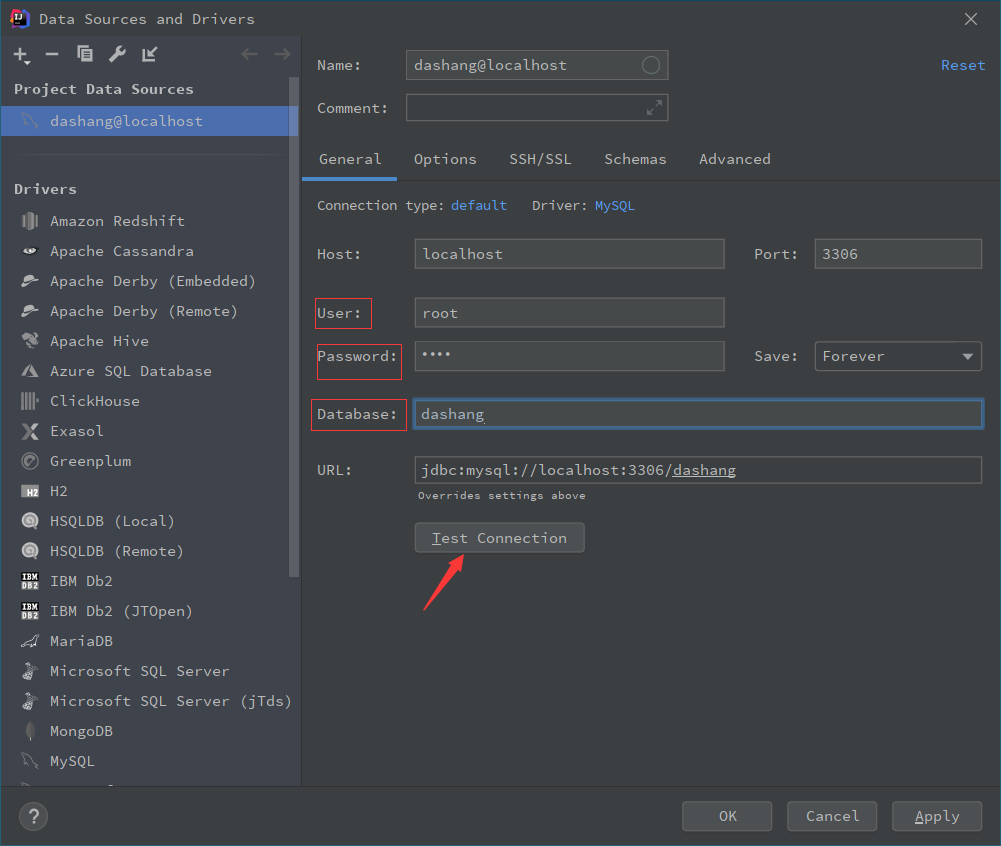 Data Sources and Drivers
Project Data Sources
dashang@localhost
Drivers
Amazon Redshift
Apache Cassandra
Apache Derby (Embedded)
Apache Derby (Remote)
Apache Hive
Azure SQL Database
ClickHouse
Exasol
Greenplum
H2
HSQLDB (Local)
HSQLDB (Remote)
IBM Db2
IBM Db2 (JTOpen)
MariaDB
Microsoft SQL Server
Microsoft SQL Server (jTds)
MongoDB
MySQL
Name: dashang@localhost Reset
Comment:
General Options SSH/SSL Schemas Advanced
Connection type: default Driver: MySQL
Host: localhost Port: 3306
User: root
Password: •••• Save: Forever
Database: dashang
URL: jdbc:mysql://localhost:3306/dashang
Overrides settings above
Test Connection
? OK Cancel Apply